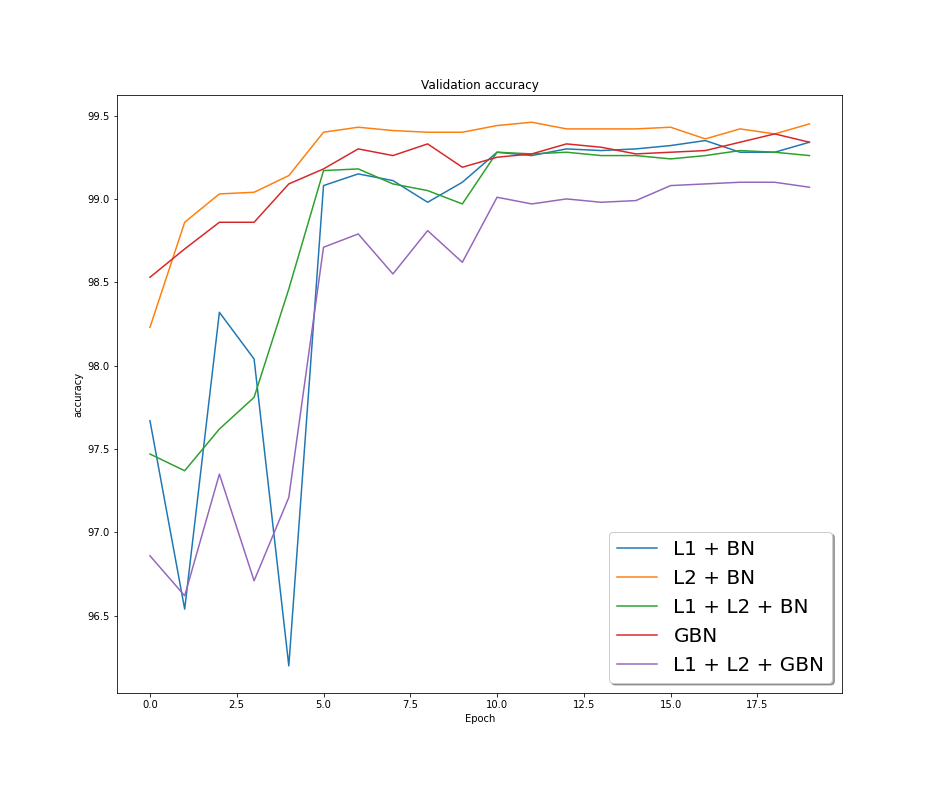 Validation accuracy
99.5
99.0
98.5
98.0
97.5
97.0
96.5
accuracy
0.0
2.5
5.0
7.5
10.0
12.5
15.0
17.5
Epoch
L1 + BN
L2 + BN
L1 + L2 + BN
GBN
L1 + L2 + GBN